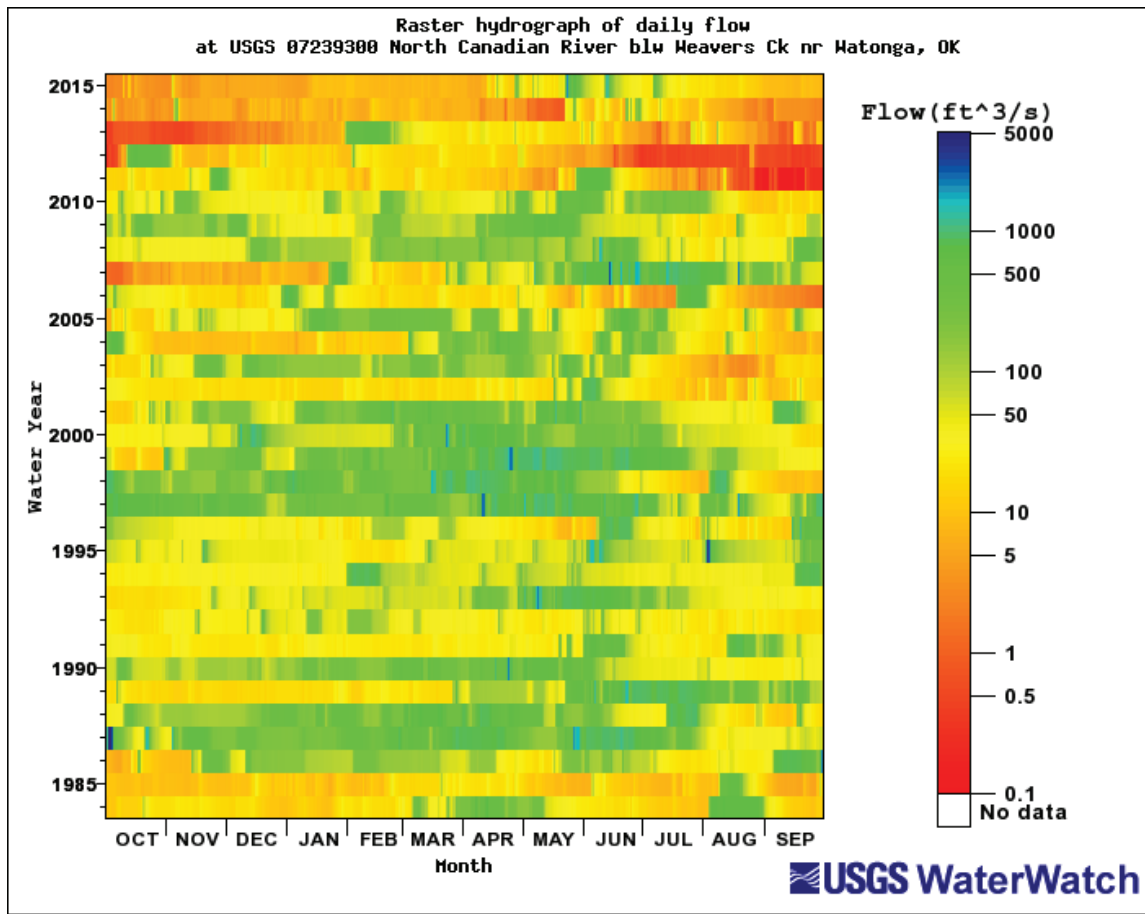 Raster hydrograph of daily flow
at USGS 07239300 North Canadian River blw Weavers Ck nr Watonga, OK
Flow(ft^3/s)
5000
1000
500
100
50
10
5
1
0.5
0.1
No data
Water Year
2015
2010
2005
2000
1995
1990
1985
OCT NOV DEC JAN FEB MAR APR MAY JUN JUL AUG SEP
Month
USGS WaterWatch